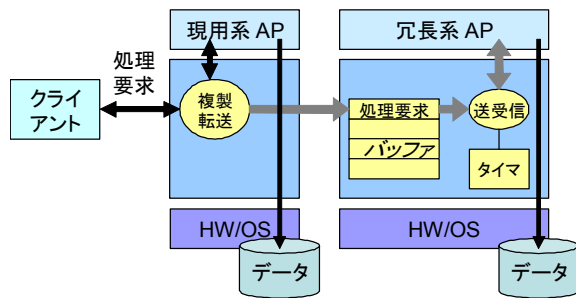 現用系 AP
冗長系 AP
処理
要求
クライ
アント
複製
転送
処理要求
バッファ
送受信
タイマ
HW/OS
HW/OS
データ
データ